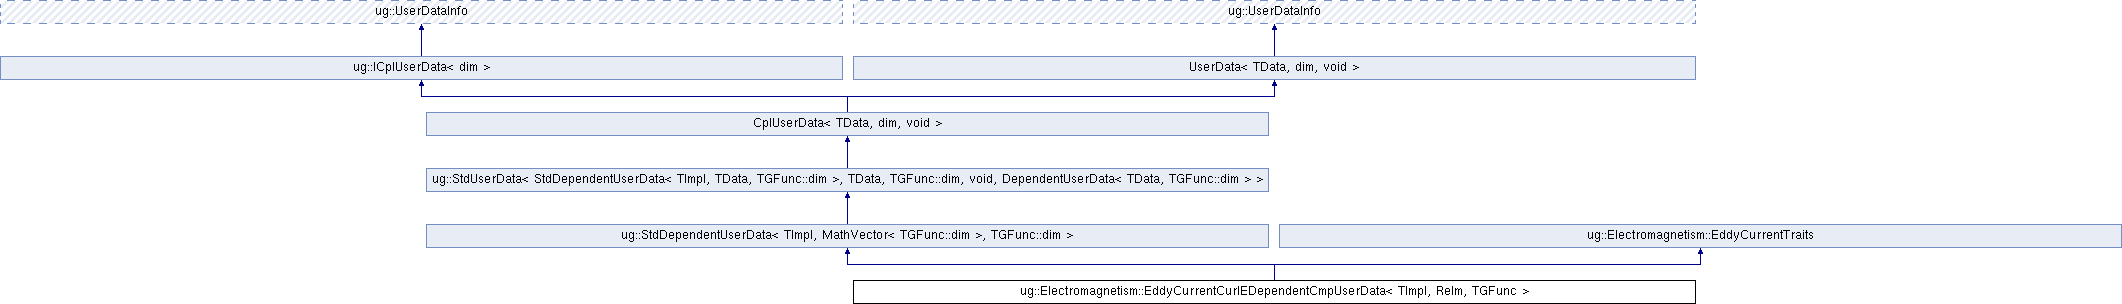 ug::UserDataInfo
ug::UserDataInfo
ug::ICplUserData< dim >
UserData< TData, dim, void >
CplUserData< TData, dim, void >
ug::StdUserData< StdDependentUserData< TImpl, TData, TGFunc::dim >, TData, TGFunc::dim, void, DependentUserData< TData, TGFunc::dim > >
ug::StdDependentUserData< TImpl, MathVector< TGFunc::dim >, TGFunc::dim >
ug::Electromagnetism::EddyCurrentTraits
ug::Electromagnetism::EddyCurrentCurlEDependentCmpUserData< TImpl, ReIm, TGFunc >